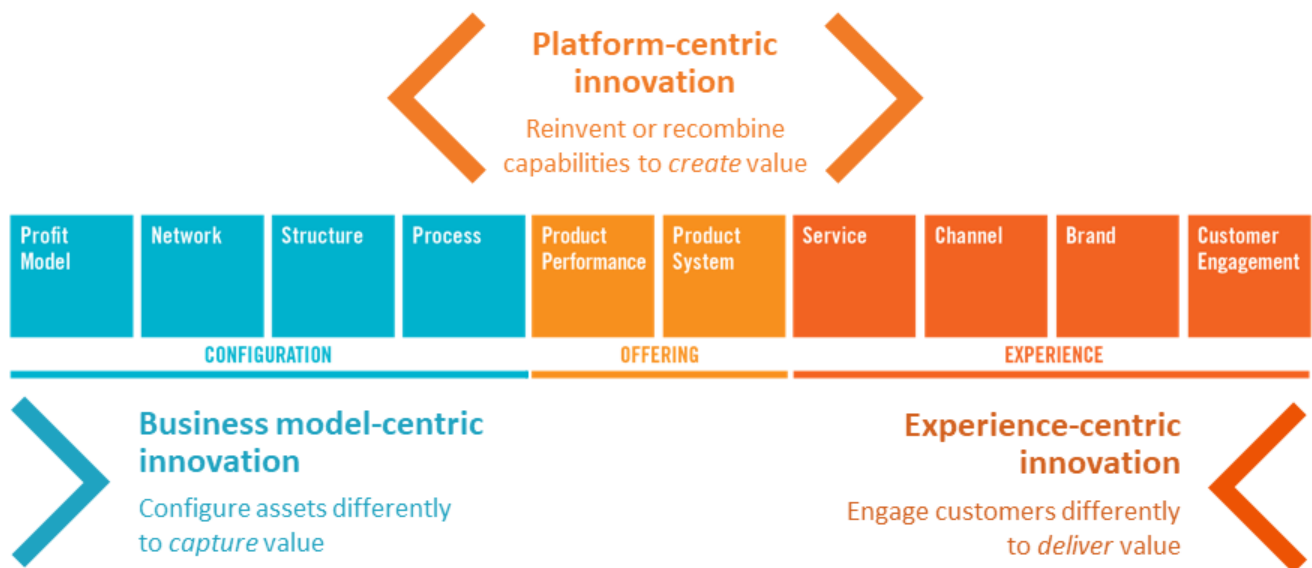 Platform-centric
innovation
Reinvent or recombine
capabilities to create value
Profit
Model
Network
Structure
Process
Product
Performance
Product
System
Service
Channel
Brand
Customer
Engagement
CONFIGURATION
OFFERING
EXPERIENCE
Business model-centric
innovation
Configure assets differently
to capture value
Experience-centric
innovation
Engage customers differently
to deliver value